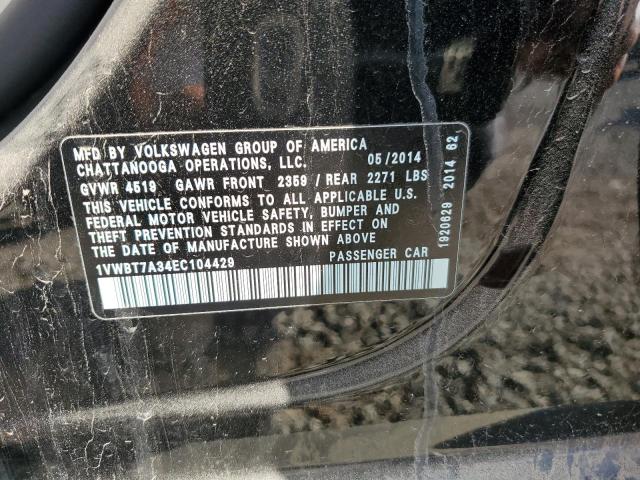 MFD BY VOLKSWAGEN GROUP OF AMERICA
CHATTANOOGA OPERATIONS, LLC. 05/2014
GVWR 4519 GAWR FRONT 2359 / REAR 2271 LBS
THIS VEHICLE CONFORMS TO ALL APPLICABLE U.S.
FEDERAL MOTOR VEHICLE SAFETY, BUMPER AND
THEFT PREVENTION STANDARDS IN EFFECT ON
THE DATE OF MANUFACTURE SHOWN ABOVE
1VWBT7A34EC104429 PASSENGER CAR
1920629 2014 62